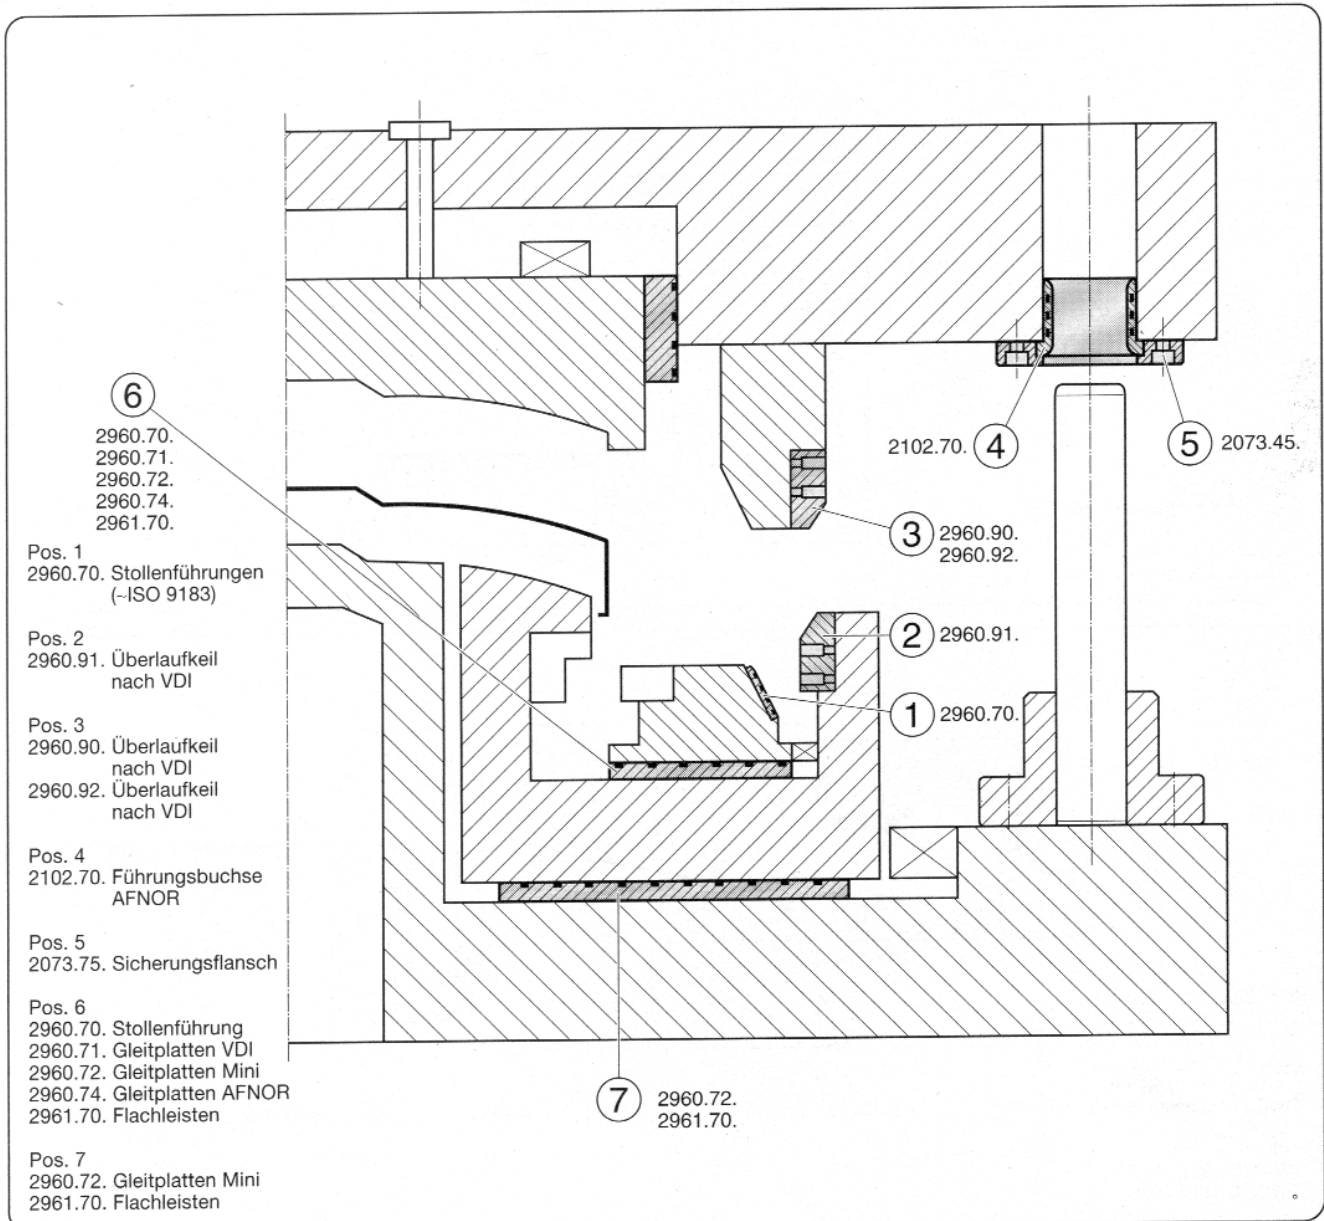 6
2960.70.
2960.71.
2960.72.
2960.74.
2961.70.
Pos. 1
2960.70. Stollenführungen
(~ISO 9183)
Pos. 2
2960.91. Überlaufkeil
nach VDI
Pos. 3
2960.90. Überlaufkeil
nach VDI
2960.92. Überlaufkeil
nach VDI
Pos. 4
2102.70. Führungsbuchse
AFNOR
Pos. 5
2073.75. Sicherungsflansch
Pos. 6
2960.70. Stollenführung
2960.71. Gleitplatten VDI
2960.72. Gleitplatten Mini
2960.74. Gleitplatten AFNOR
2961.70. Flachleisten
Pos. 7
2960.72. Gleitplatten Mini
2961.70. Flachleisten
2102.70. 4
5 2073.45.
3 2960.90.
2960.92.
2 2960.91.
1 2960.70.
7 2960.72.
2961.70.